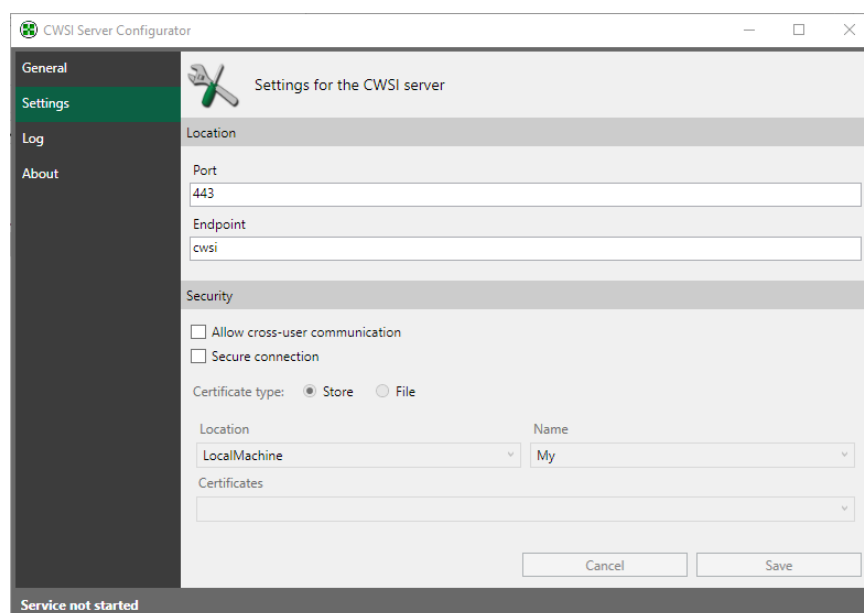 CWSI Server Configurator
General
Settings
Log
About
Settings for the CWSI server
Location
Port
443
Endpoint
cwsi
Security
Allow cross-user communication
Secure connection
Certificate type: Store File
Location Name
LocalMachine My
Certificates
Cancel Save
Service not started